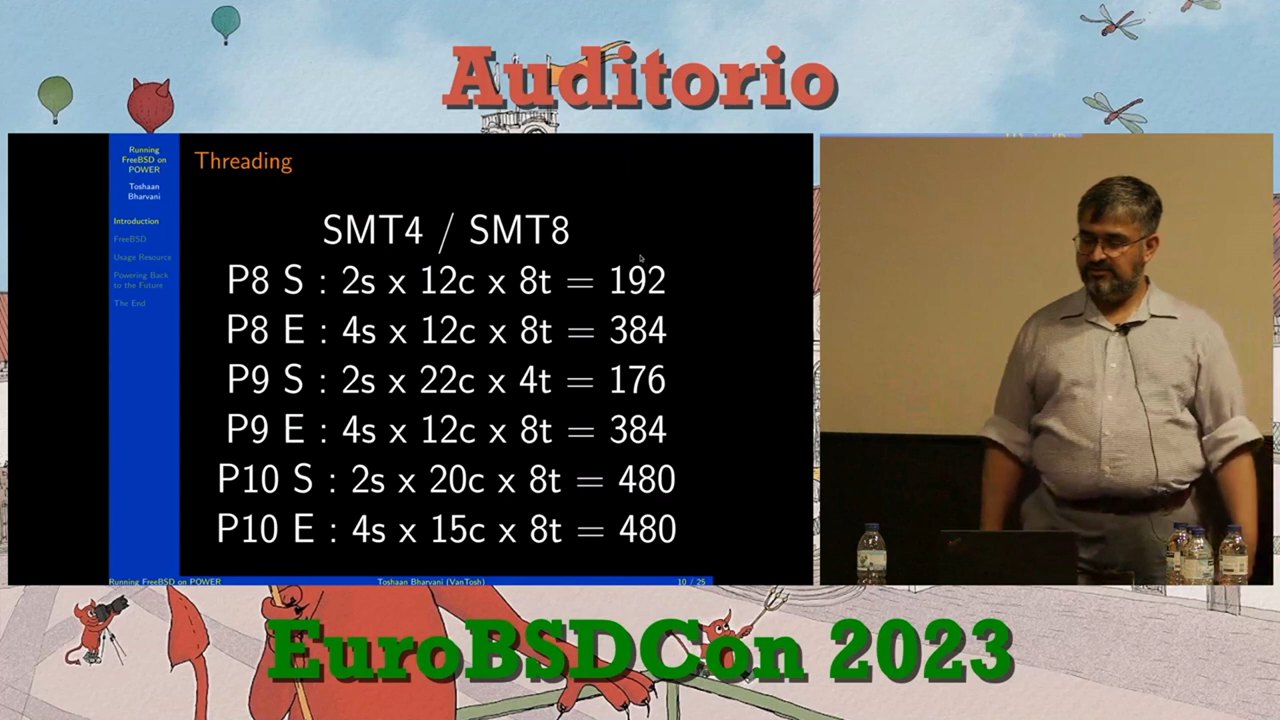 Auditorio
Running
FreeBSD on
POWER
Toshaan
Bharvani
Introduction
FreeBSD
Usage Resource
Powering Back
to the Future
The End
Threading
SMT4 / SMT8
P8 S : 2s x 12c x 8t = 192
P8 E : 4s x 12c x 8t = 384
P9 S : 2s x 22c x 4t = 176
P9 E : 4s x 12c x 8t = 384
P10 S : 2s x 20c x 8t = 480
P10 E : 4s x 15c x 8t = 480
Running FreeBSD on POWER
Toshaan Bharvani (VanTosh)
10 / 25
EuroBSDCon 2023